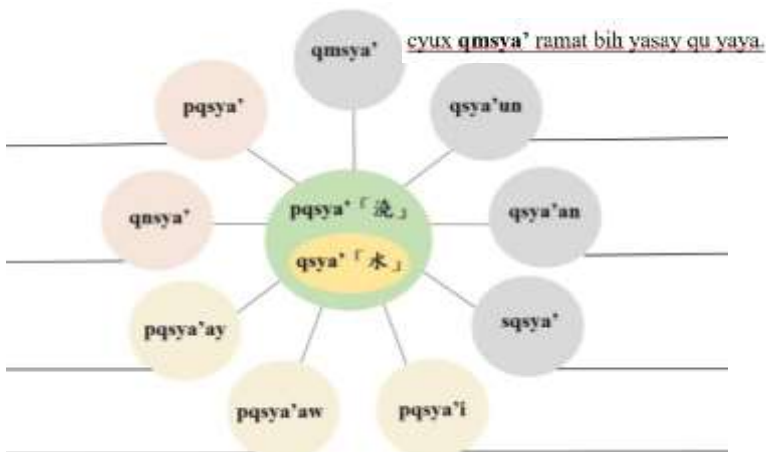 qmsya’
cyux qmsya’ ramat bih yasay qu yaya.
pqsya’
qsya’un
qnsya’
pqsya’「澆」
qsya’an
qsya’「水」
pqsya’ay
sqsya’
pqsya’aw
pqsya’i